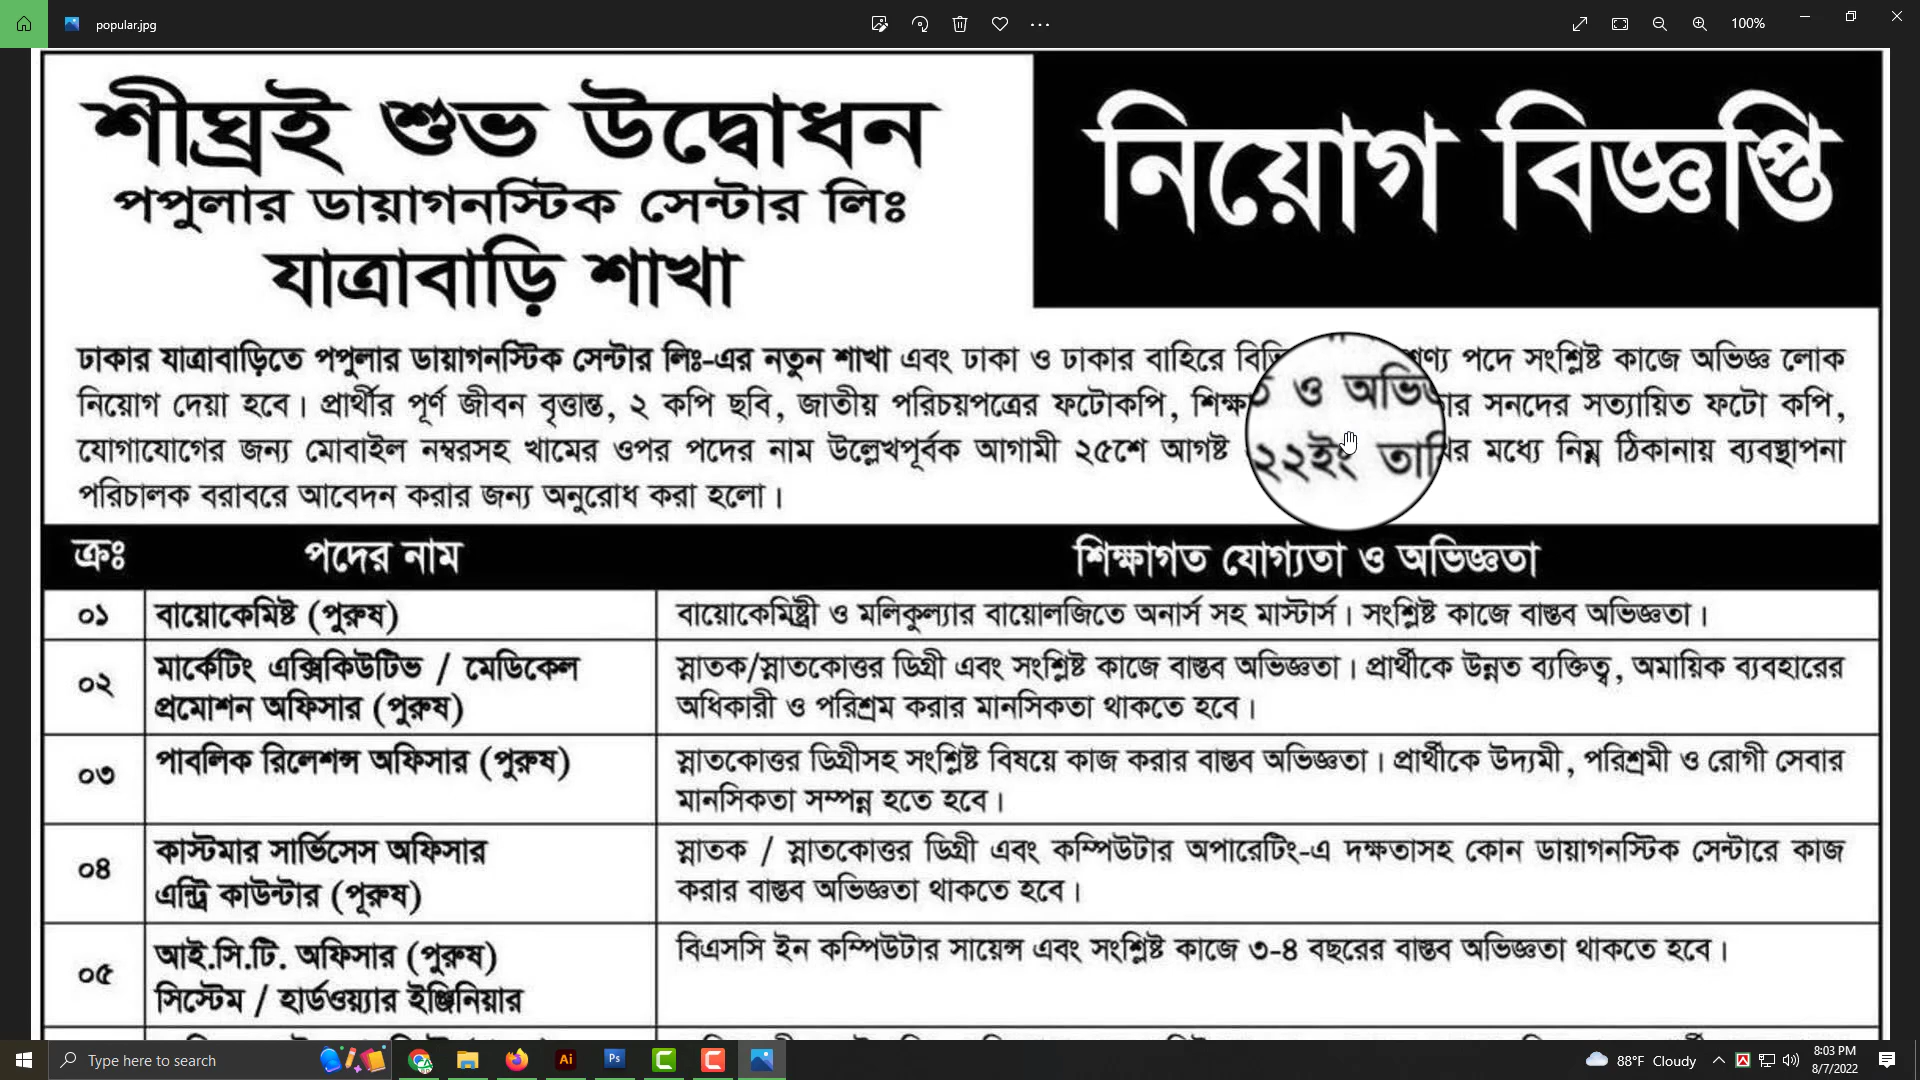 popular.jpg
100%
শীঘ্রই শুভ উদ্বোধন
পপুলার ডায়াগনস্টিক সেন্টার লিঃ
যাত্রাবাড়ি শাখা
নিয়োগ বিজ্ঞপ্তি
ঢাকার যাত্রাবাড়িতে পপুলার ডায়াগনস্টিক সেন্টার লিঃ-এর নতুন শাখা এবং ঢাকা ও ঢাকার বাহিরে পদে সংশ্লিষ্ট কাজে অভিজ্ঞ লোক
নিয়োগ দেয়া হবে। প্রার্থীর পূর্ণ জীবন বৃত্তান্ত, ২ কপি ছবি, জাতীয় পরিচয়পত্রের ফটোকপি, ও সনদের সত্যায়িত ফটো কপি,
যোগাযোগের জন্য মোবাইল নম্বরসহ খামের ওপর পদের নাম উল্লেখপূর্বক আগামী ২৫শে আগষ্ট ২২ইং মধ্যে নিম্ন ঠিকানায় ব্যবস্থাপনা
পরিচালক বরাবরে আবেদন করার জন্য অনুরোধ করা হলো।
ক্রঃ পদের নাম শিক্ষাগত যোগ্যতা ও অভিজ্ঞতা
০১ বায়োকেমিষ্ট (পুরুষ) বায়োকেমিষ্ট্রী ও মলিকুল্যার বায়োলজিতে অনার্স সহ মাস্টার্স। সংশ্লিষ্ট কাজে বাস্তব অভিজ্ঞতা।
০২ মার্কেটিং এক্সিকিউটিভ / মেডিকেল
প্রমোশন অফিসার (পুরুষ)
স্নাতক/স্নাতকোত্তর ডিগ্রী এবং সংশ্লিষ্ট কাজে বাস্তব অভিজ্ঞতা। প্রার্থীকে উন্নত ব্যক্তিত্ব, অমায়িক ব্যবহারের
অধিকারী ও পরিশ্রম করার মানসিকতা থাকতে হবে।
০৩ পাবলিক রিলেশন্স অফিসার (পুরুষ)
স্নাতকোত্তর ডিগ্রীসহ সংশ্লিষ্ট বিষয়ে কাজ করার বাস্তব অভিজ্ঞতা। প্রার্থীকে উদ্যমী, পরিশ্রমী ও রোগী সেবার
মানসিকতা সম্পন্ন হতে হবে।
০৪ কাস্টমার সার্ভিসেস অফিসার
এন্ট্রি কাউন্টার (পূরুষ)
স্নাতক / স্নাতকোত্তর ডিগ্রী এবং কম্পিউটার অপারেটিং-এ দক্ষতাসহ কোন ডায়াগনস্টিক সেন্টারে কাজ
করার বাস্তব অভিজ্ঞতা থাকতে হবে।
০৫ আই.সি.টি. অফিসার (পুরুষ)
সিস্টেম / হার্ডওয়্যার ইঞ্জিনিয়ার
বিএসসি ইন কম্পিউটার সায়েন্স এবং সংশ্লিষ্ট কাজে ৩-৪ বছরের বাস্তব অভিজ্ঞতা থাকতে হবে।
Type here to search
Ai
Ps
88°F Cloudy
8:03 PM
8/7/2022